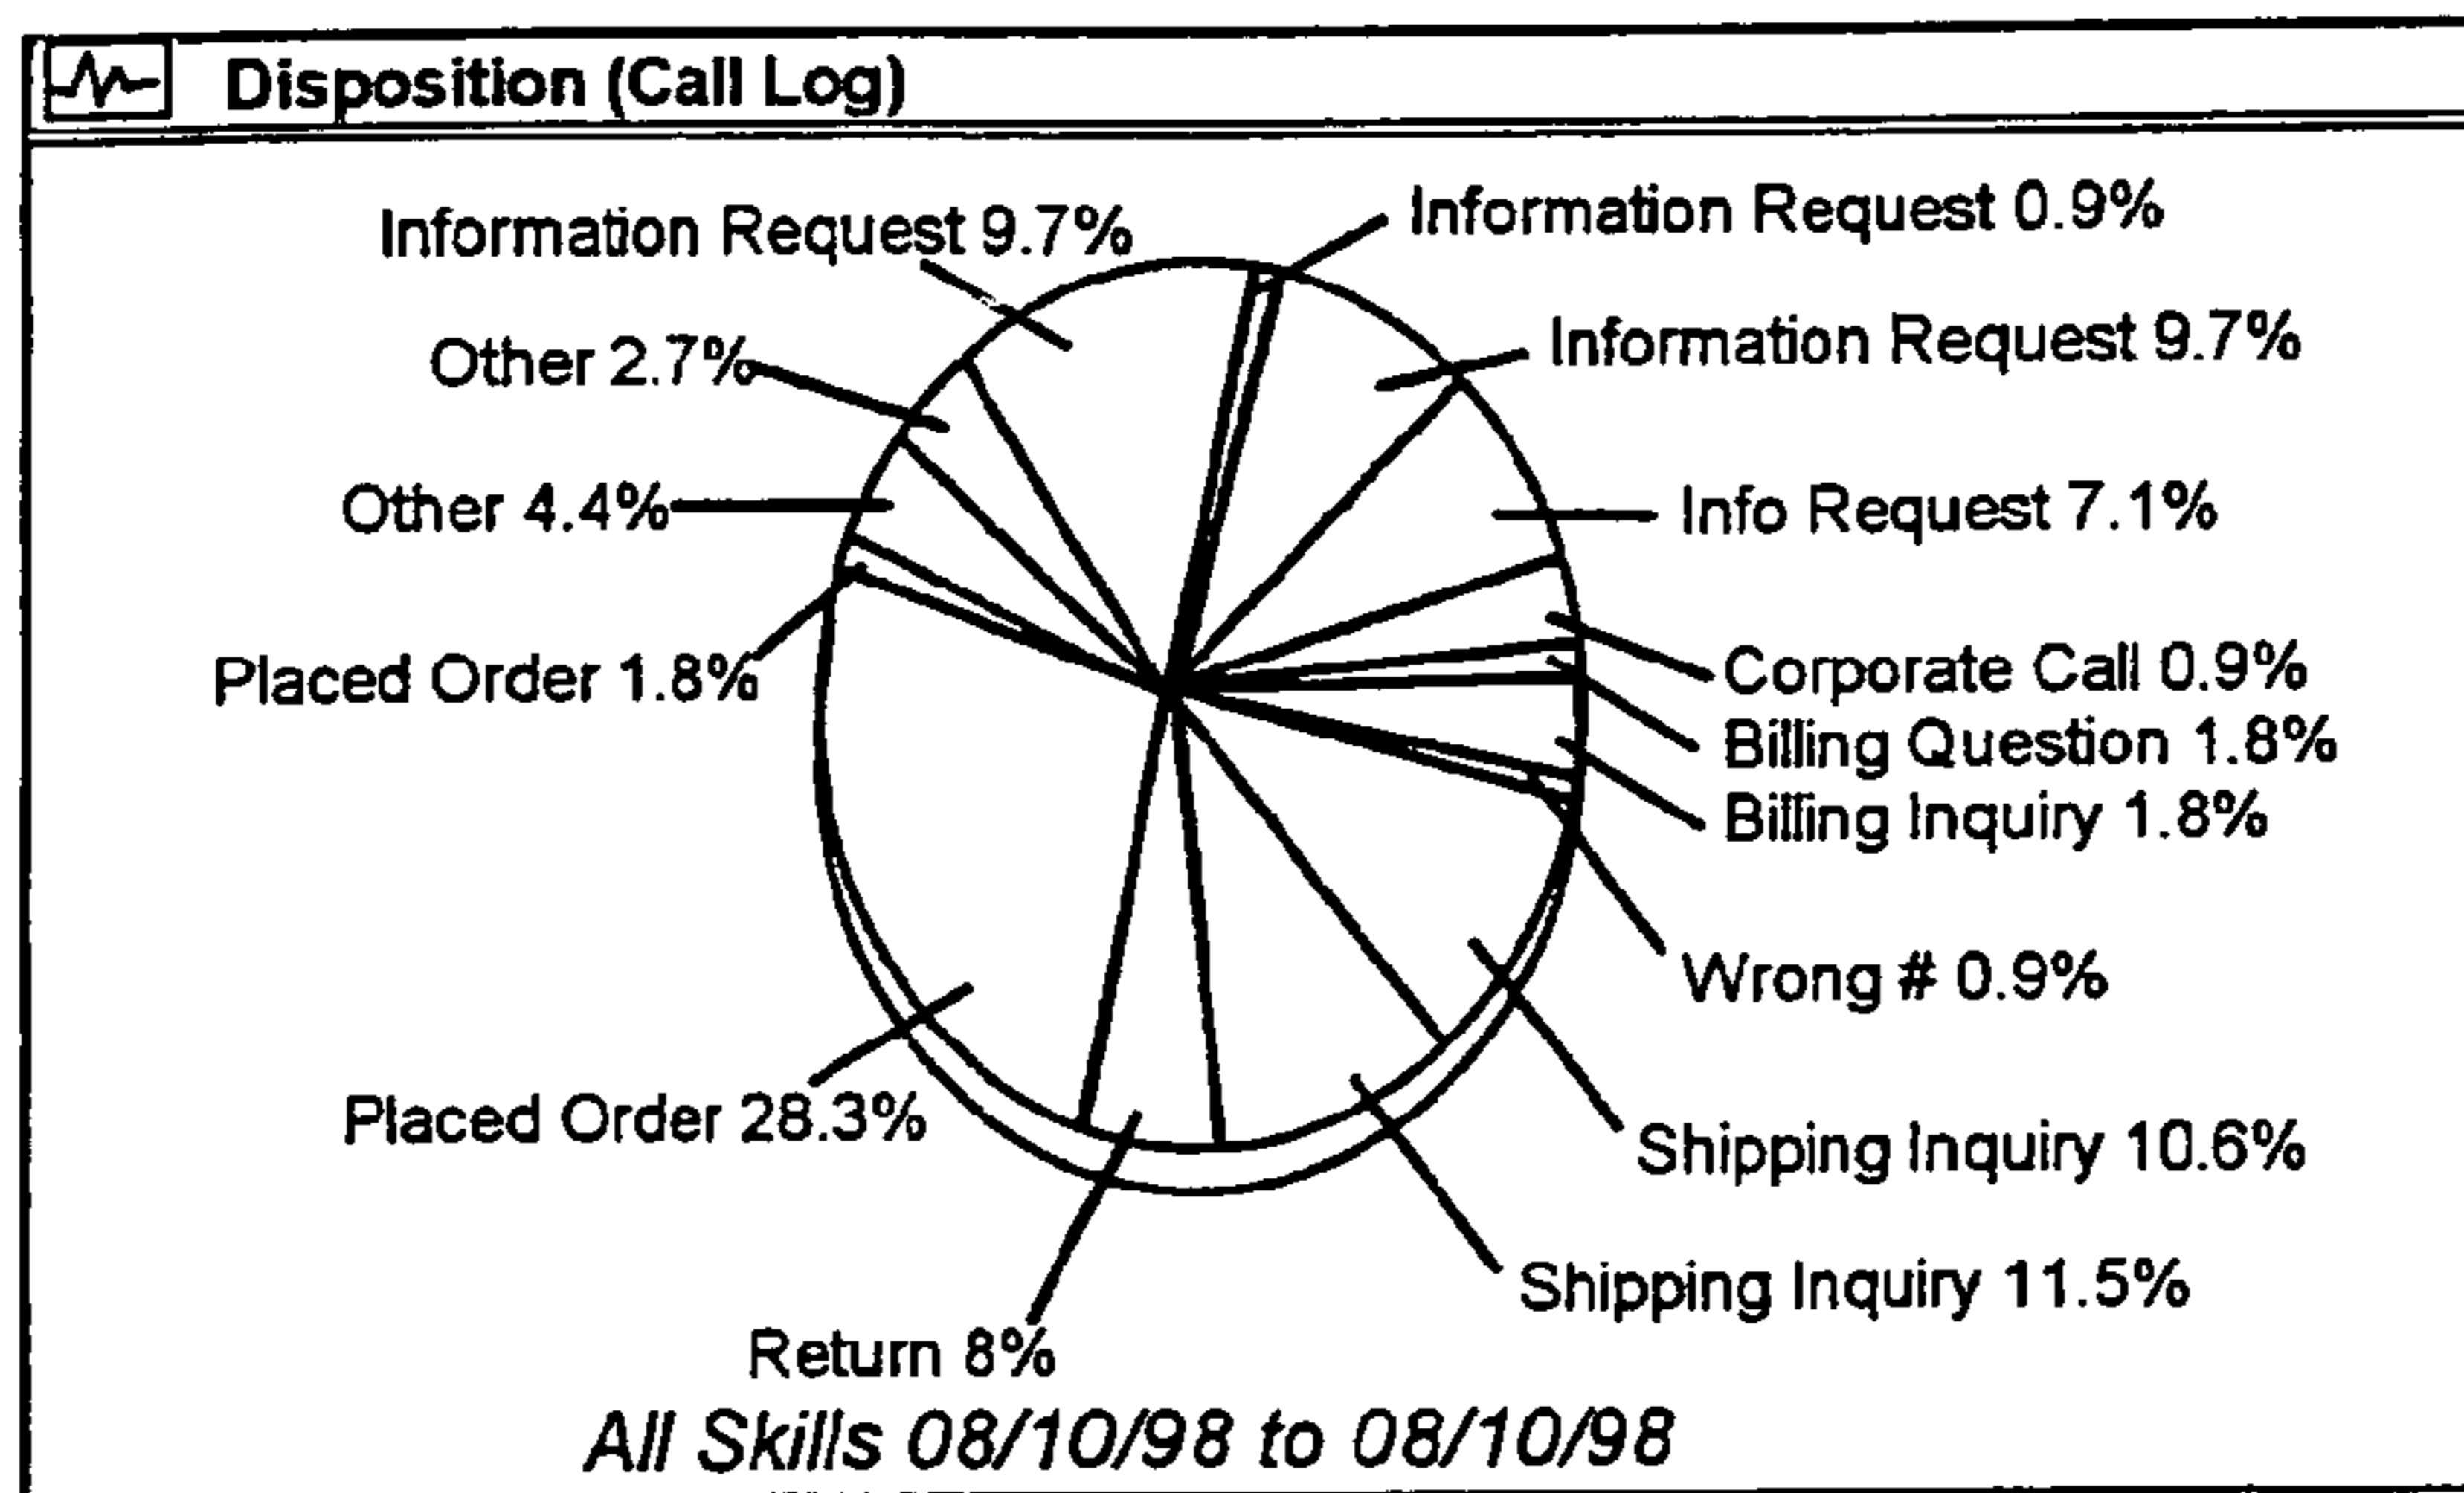 Disposition (Call Log)
Information Request 9.7%
Information Request 0.9%
Other 2.7%
Information Request 9.7%
Other 4.4%
Info Request 7.1%
Placed Order 1.8%
Corporate Call 0.9%
Billing Question 1.8%
Billing Inquiry 1.8%
Wrong # 0.9%
Placed Order 28.3%
Shipping Inquiry 10.6%
Shipping Inquiry 11.5%
Return 8%
All Skills 08/10/98 to 08/10/98